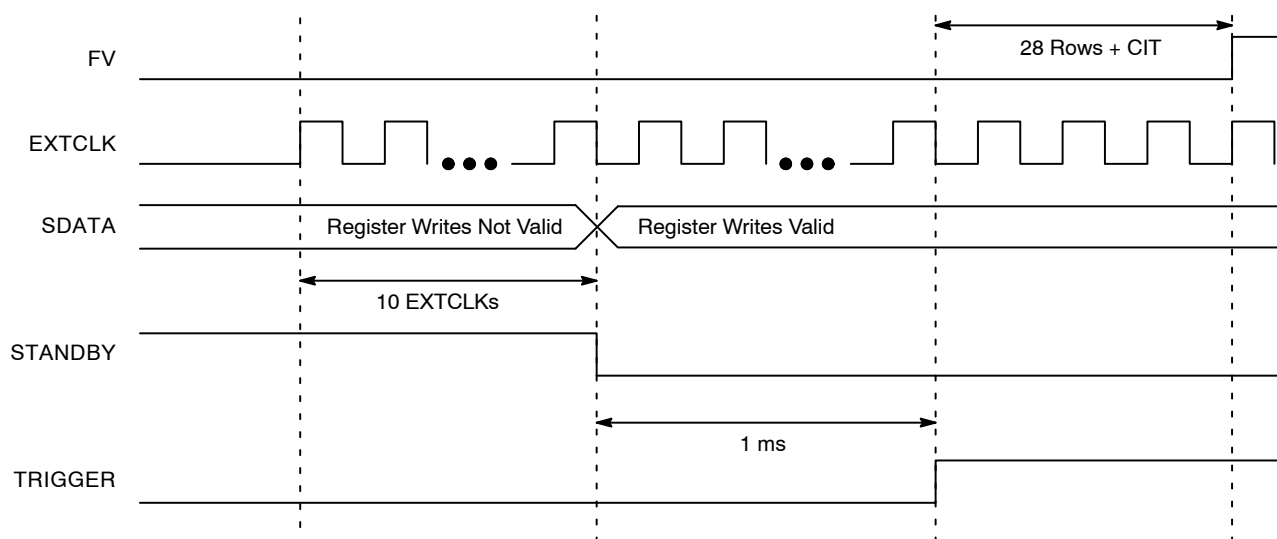 28 Rows + CIT
FV
EXTCLK
SDATA
Register Writes Not Valid
Register Writes Valid
10 EXTCLKs
STANDBY
1 ms
TRIGGER